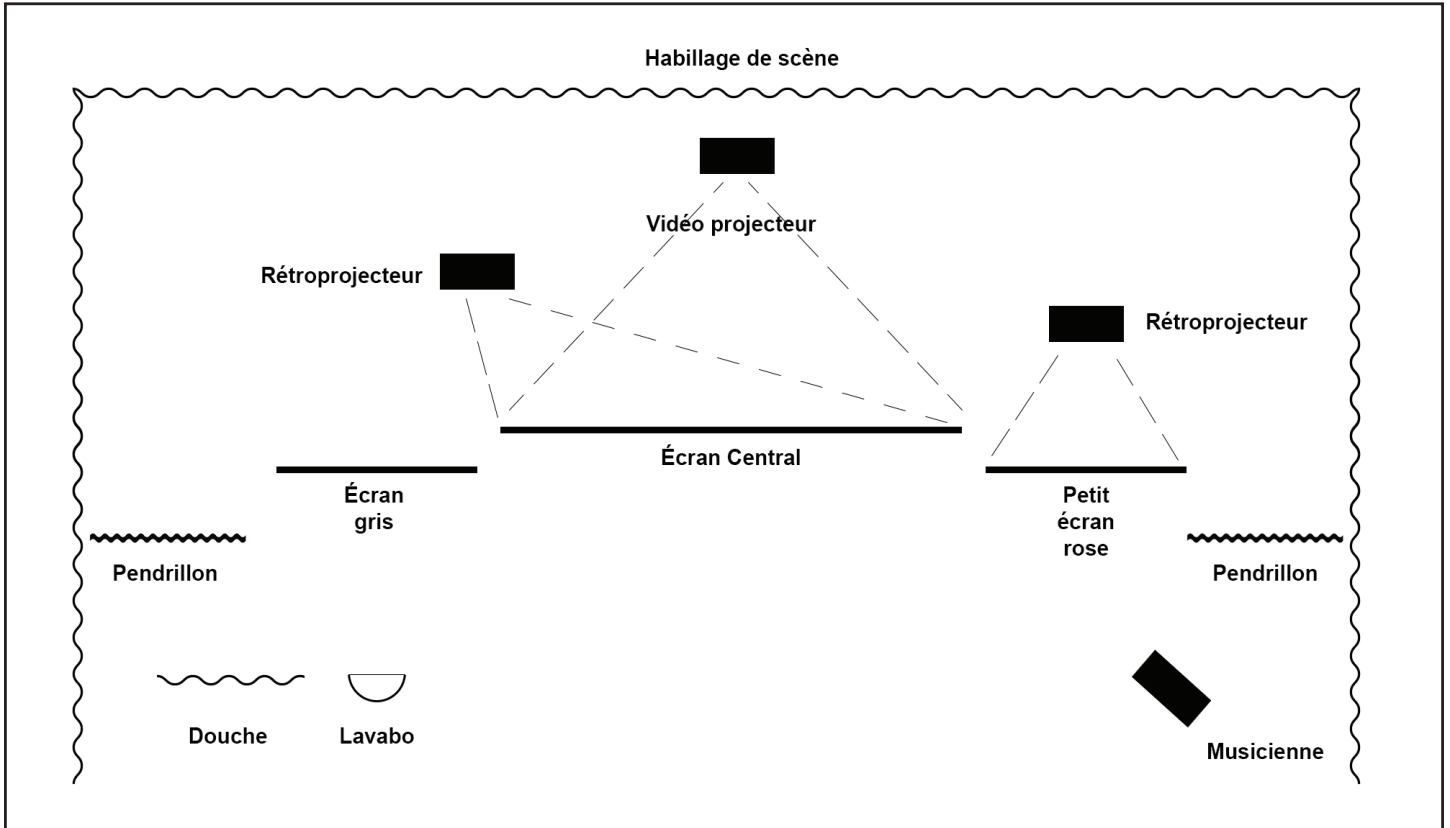 Habillage de scène
Vidéo projecteur
Rétroprojecteur
Rétroprojecteur
Écran Central
Écran
gris
Petit
écran
rose
Pendrillon
Pendrillon
Douche
Lavabo
Musicienne